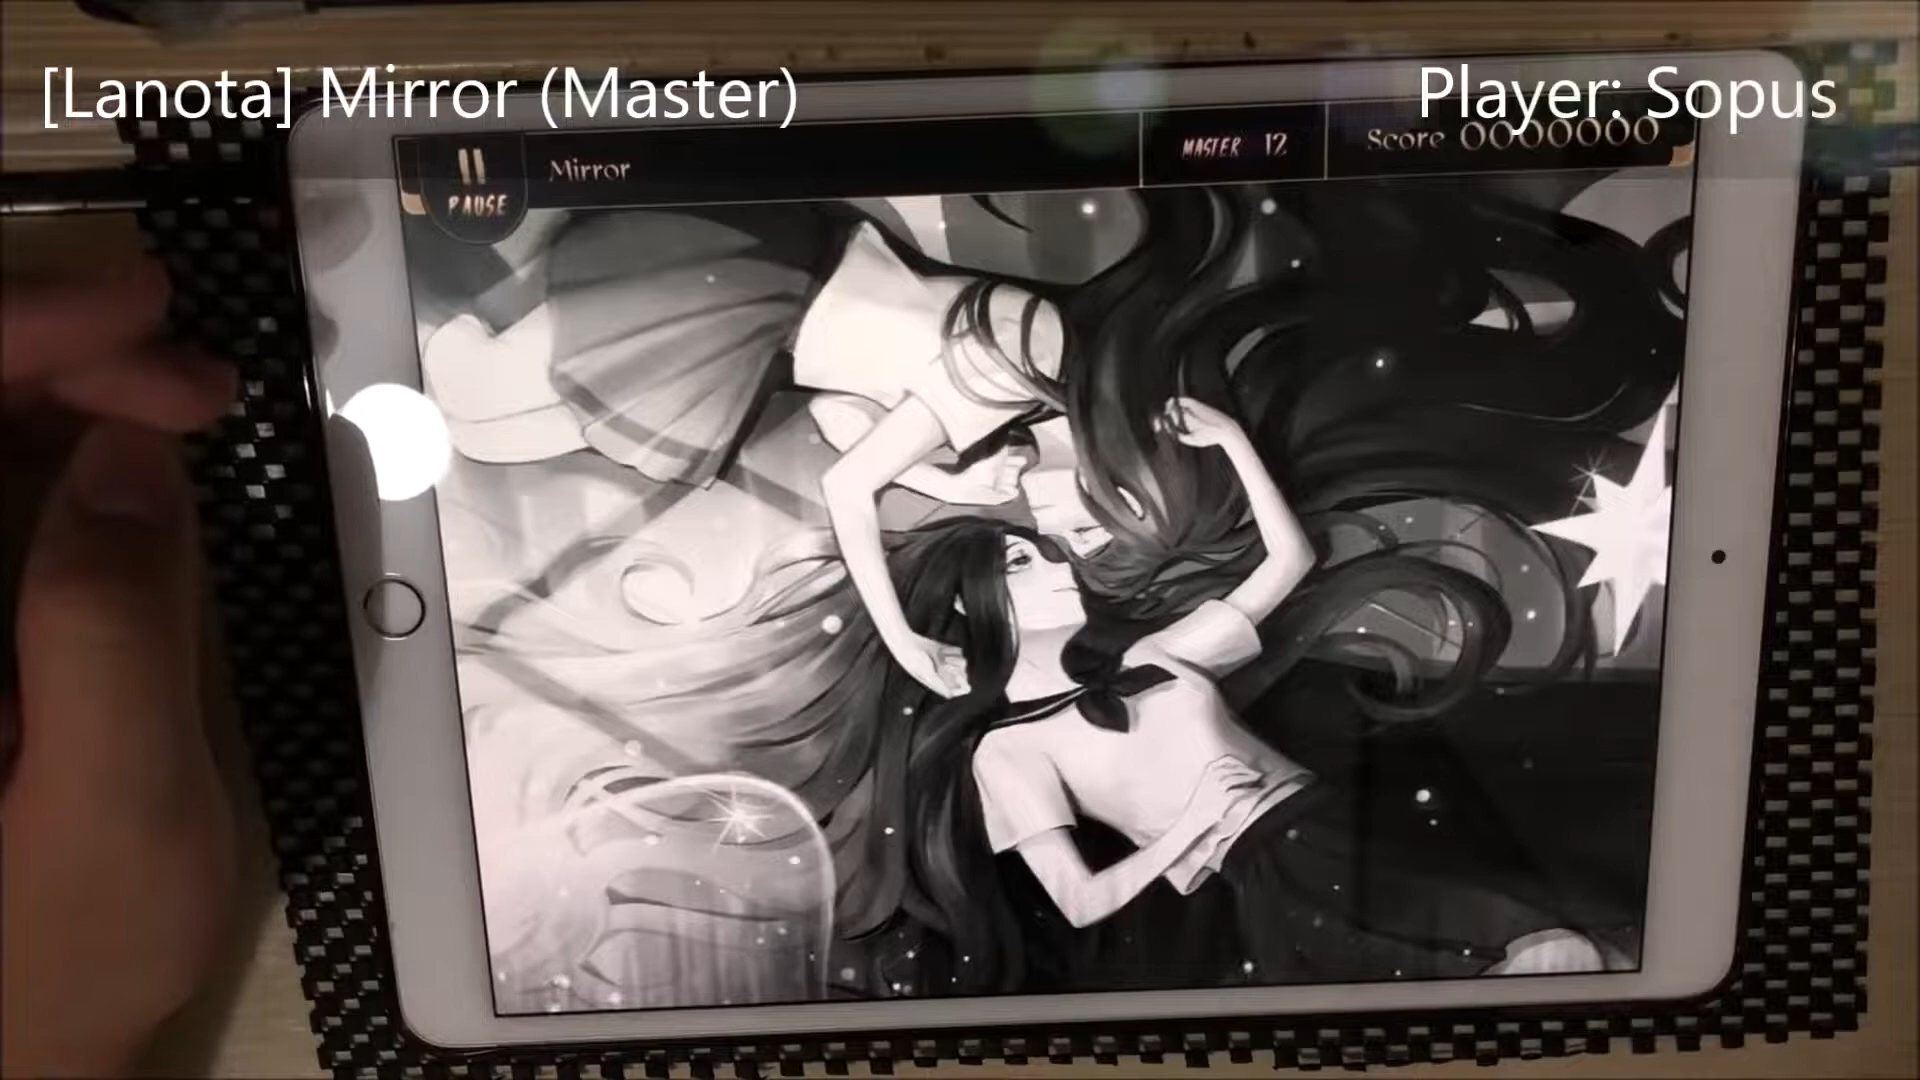 [Lanota] Mirror (Master)
Player: Sopus
PAUSE
Mirror
MASTER 12
Score 0000000